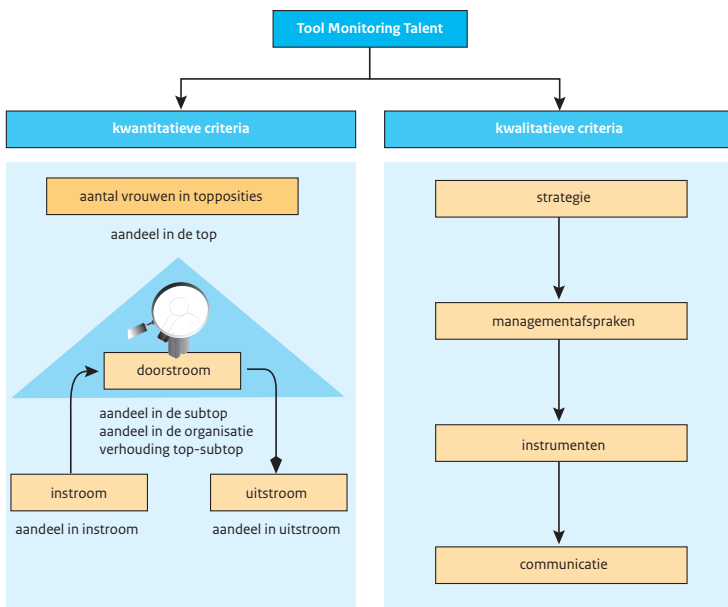 Tool Monitoring Talent
kwantitatieve criteria
aantal vrouwen in topposities
aandeel in de top
doorstroom
aandeel in de subtop
aandeel in de organisatie
verhouding top-subtop
instroom
uitstroom
aandeel in instroom
aandeel in uitstroom
kwalitatieve criteria
strategie
managementafspraken
instrumenten
communicatie